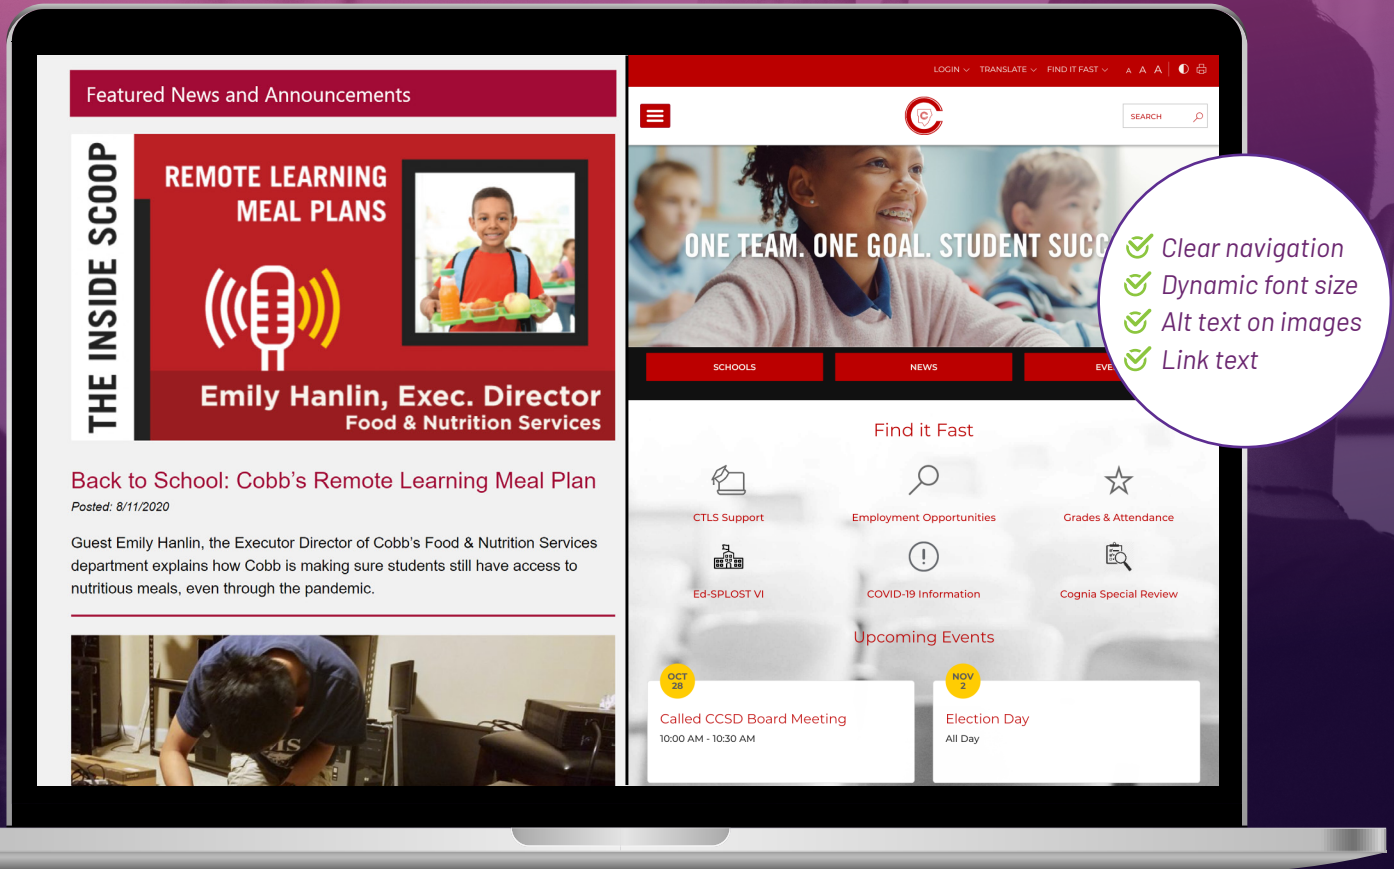 Featured News and Announcements
THE INSIDE SCOOP
REMOTE LEARNING
MEAL PLANS
Emily Hanlin, Exec. Director
Food & Nutrition Services
Back to School: Cobb's Remote Learning Meal Plan
Posted: 8/11/2020
Guest Emily Hanlin, the Executor Director of Cobb's Food & Nutrition Services
department explains how Cobb is making sure students still have access to
nutritious meals, even through the pandemic.
LOGIN TRANSLATE FIND IT FAST A A A
C
SEARCH
ONE TEAM. ONE GOAL. STUDENT SUCC
SCHOOLS NEWS EVE
Find it Fast
CTLS Support Employment Opportunities Grades & Attendance
Ed-SPLOST VI COVID-19 Information Cognia Special Review
Upcoming Events
OCT
28
Called CCSD Board Meeting
10:00 AM - 10:30 AM
NOV
2
Election Day
All Day
Clear navigation
Dynamic font size
Alt text on images
Link text